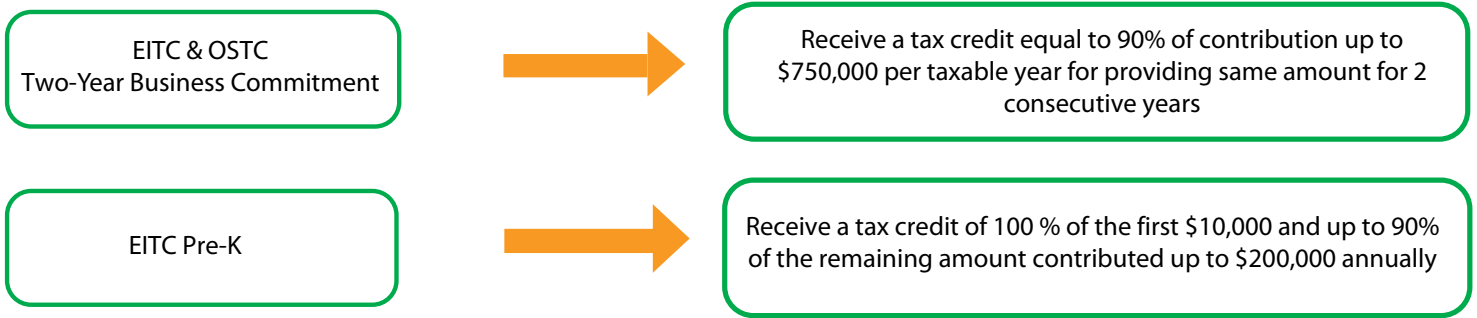 EITC & OSTC
Two-Year Business Commitment
Receive a tax credit equal to 90% of contribution up to
$750,000 per taxable year for providing same amount for 2
consecutive years
EITC Pre-K
Receive a tax credit of 100 % of the first $10,000 and up to 90%
of the remaining amount contributed up to $200,000 annually